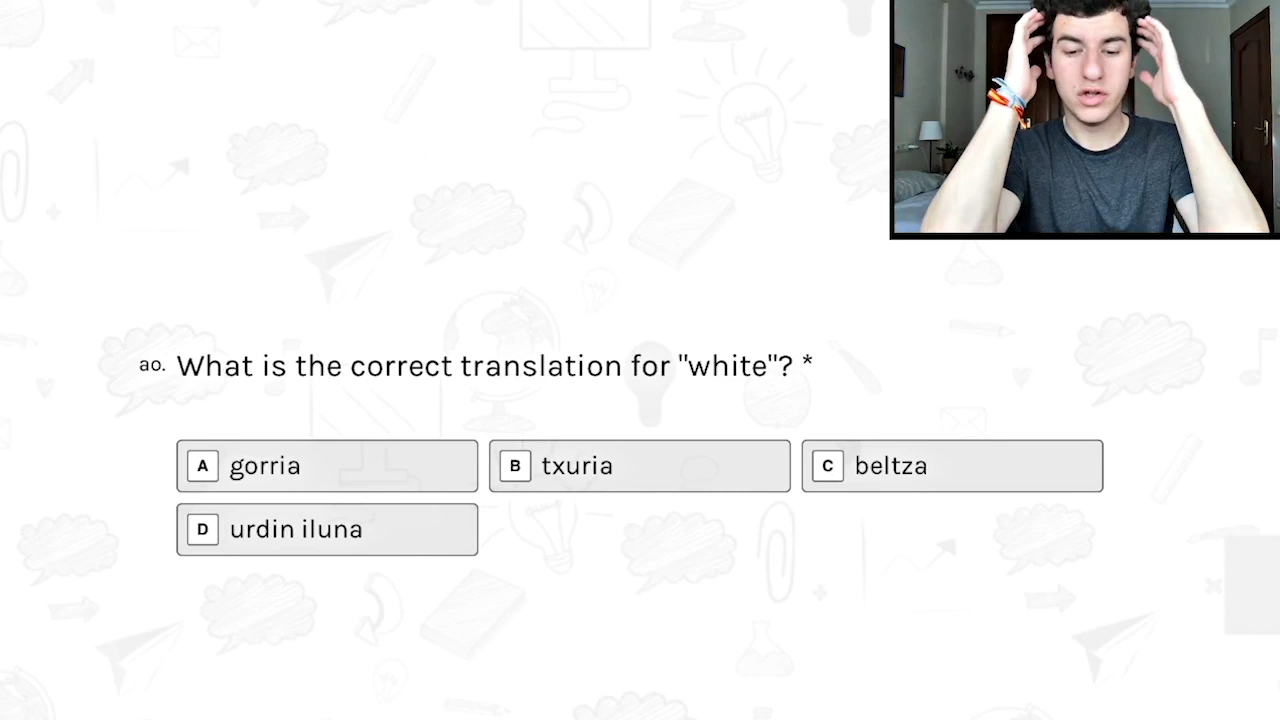 ao. What is the correct translation for "white"? *
A gorria
B txuria
C beltza
D urdin iluna